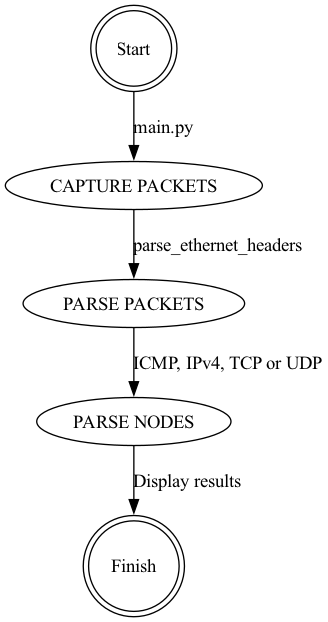 Start
main.py
CAPTURE PACKETS
parse_ethernet_headers
PARSE PACKETS
ICMP, IPv4, TCP or UDP
PARSE NODES
Display results
Finish